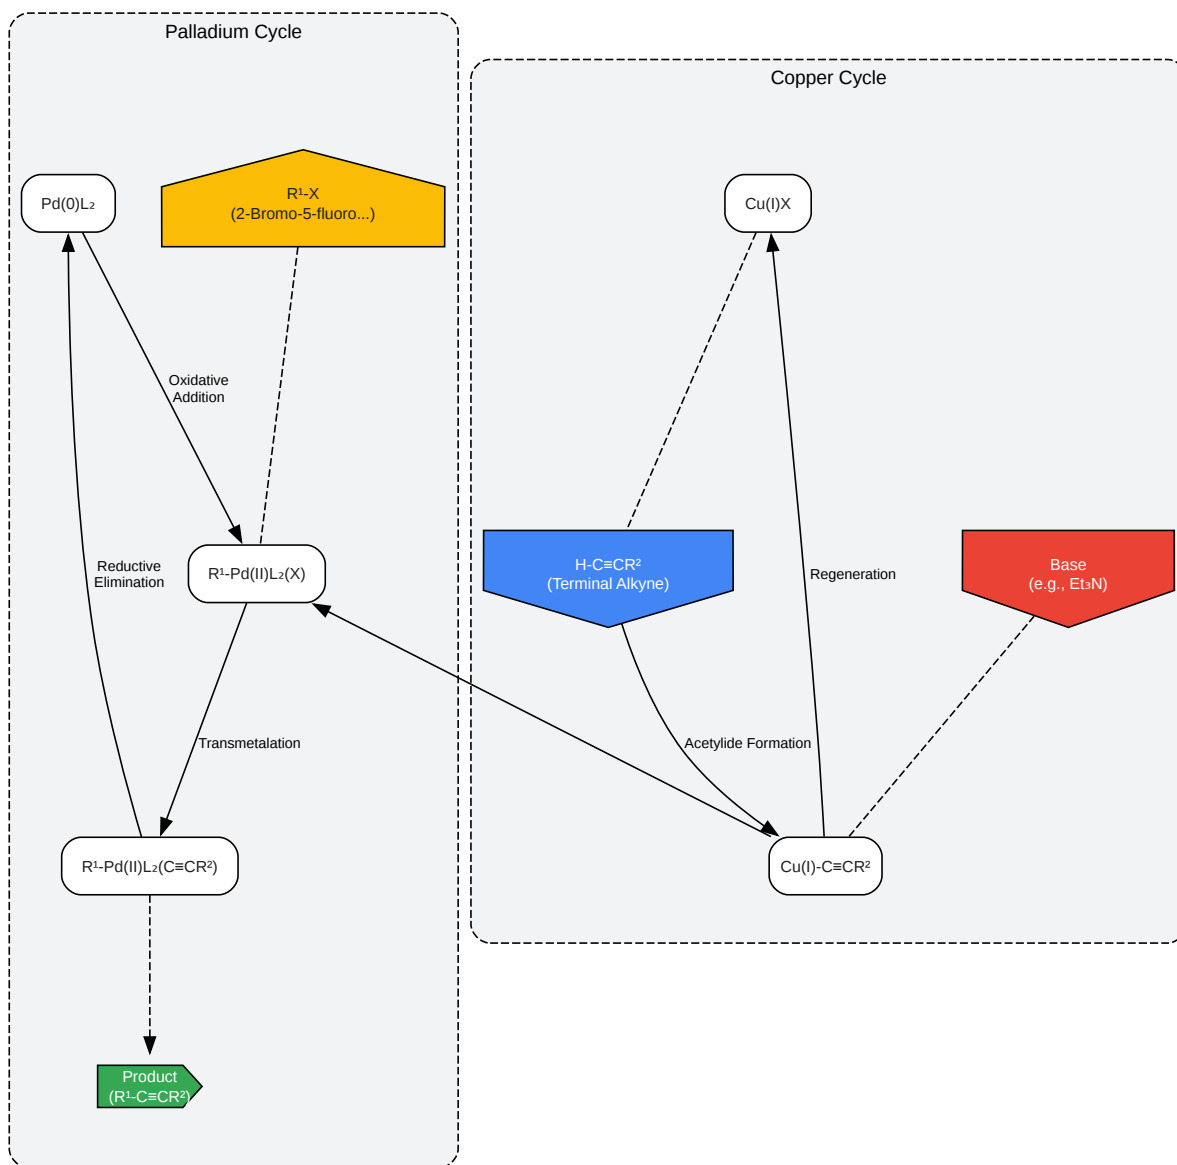 Palladium Cycle
Copper Cycle
Pd(0)L₂
R¹-X
(2-Bromo-5-fluoro...)
Cu(I)X
Oxidative
Addition
Reductive
Elimination
R¹-Pd(II)L₂(X)
H-C≡CR²
(Terminal Alkyne)
Regeneration
Base
(e.g., Et₃N)
Transmetalation
Acetylide Formation
R¹-Pd(II)L₂(C≡CR²)
Cu(I)-C≡CR²
Product
(R¹-C≡CR²)